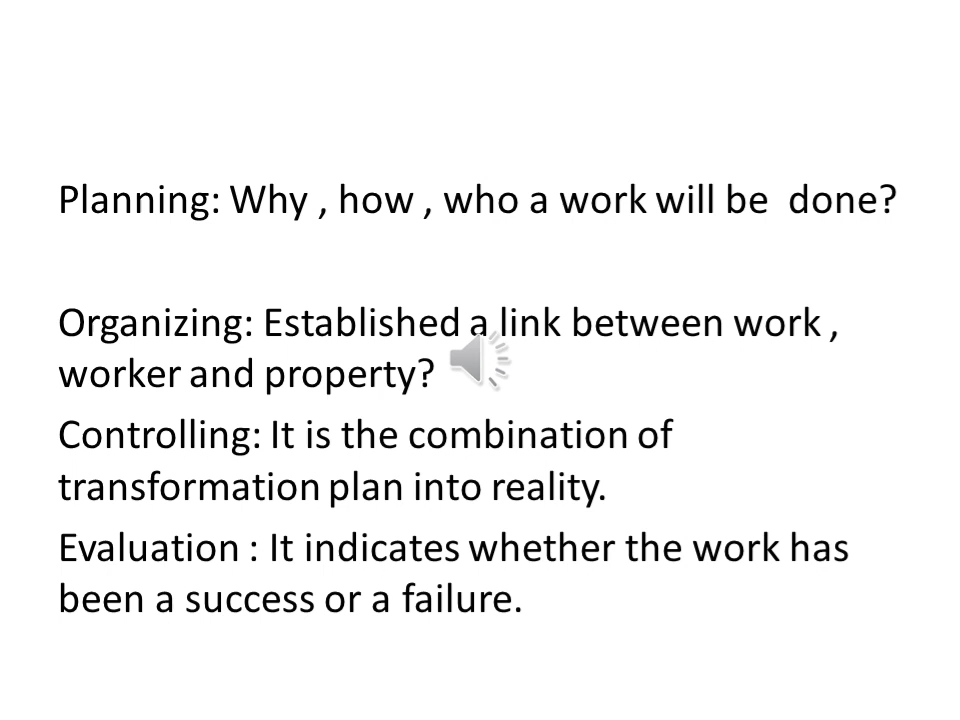 Planning: Why , how , who a work will be  done?
Organizing: Established a link between work ,
worker and property?
Controlling: It is the combination of
transformation plan into reality.
Evaluation : It indicates whether the work has
been a success or a failure.